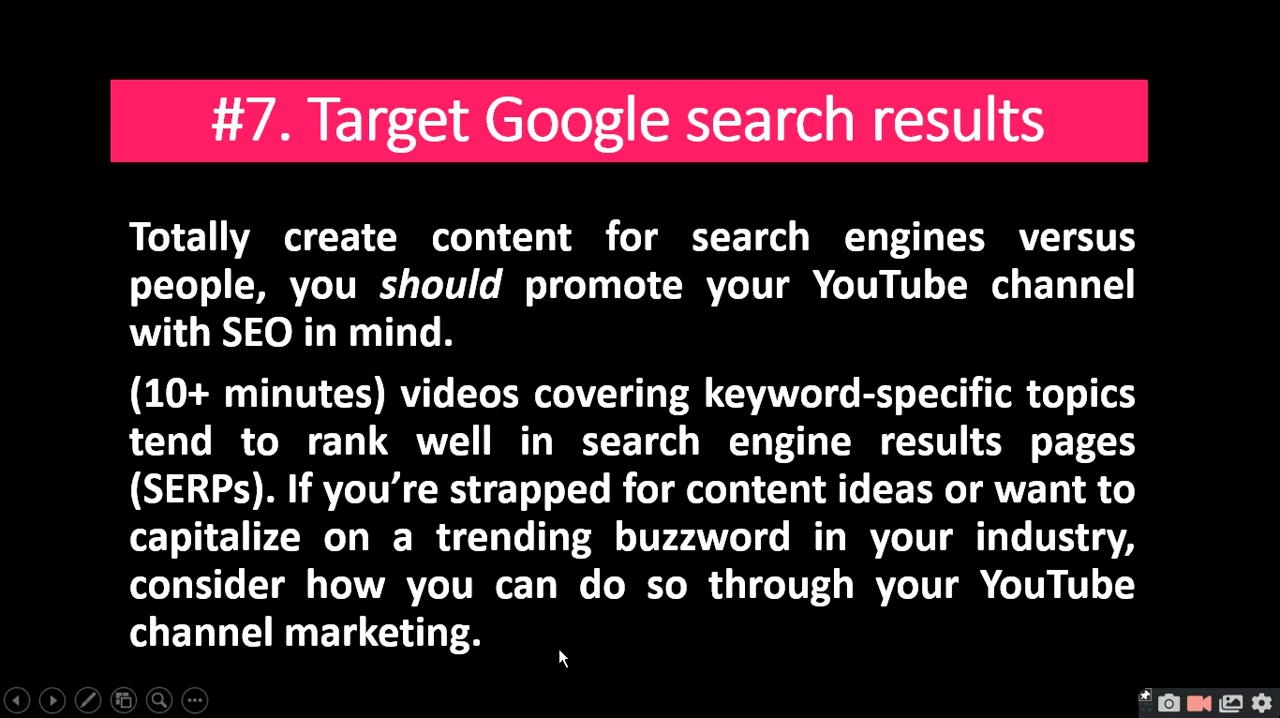 #7. Target Google search results
Totally create content for search engines versus
people, you should promote your YouTube channel
with SEO in mind.
(10+ minutes) videos covering keyword-specific topics
tend to rank well in search engine results pages
(SERPs). If you’re strapped for content ideas or want to
capitalize on a trending buzzword in your industry,
consider how you can do so through your YouTube
channel marketing.